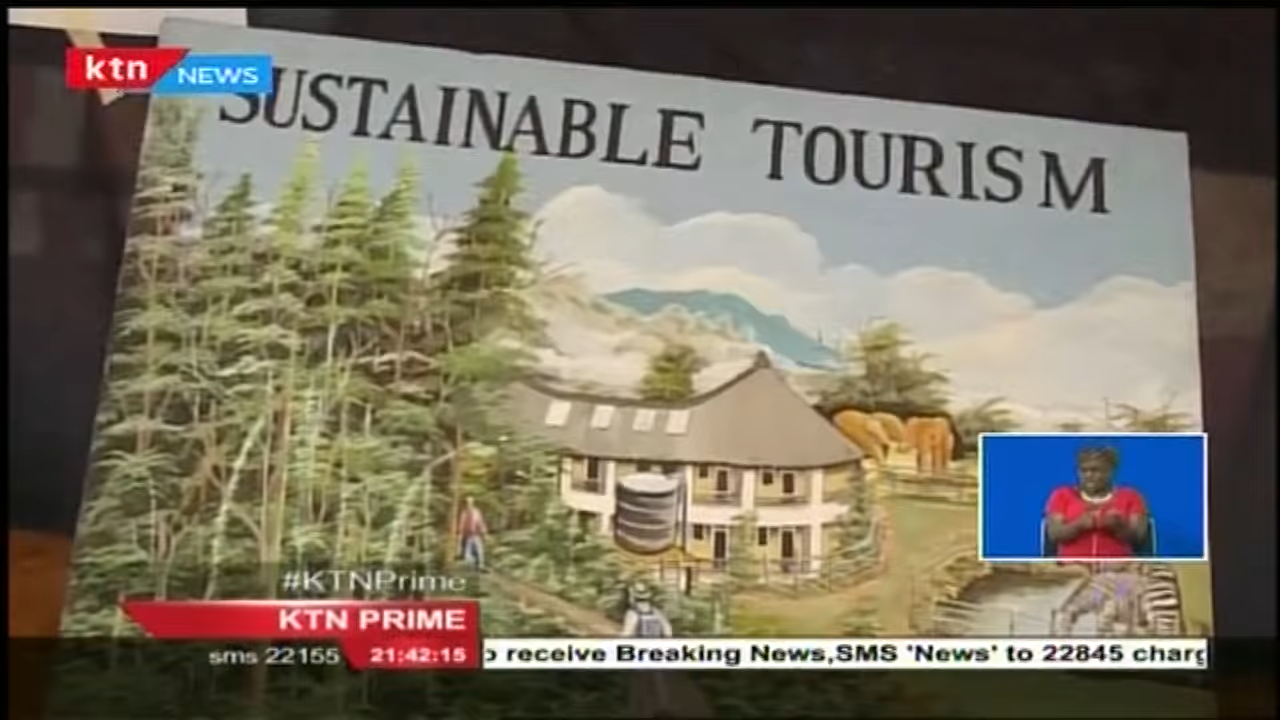 ktn NEWS
SUSTAINABLE TOURISM
#KTNPrime
KTN PRIME
sms 22155 21:42:15
receive Breaking News,SMS 'News' to 22845